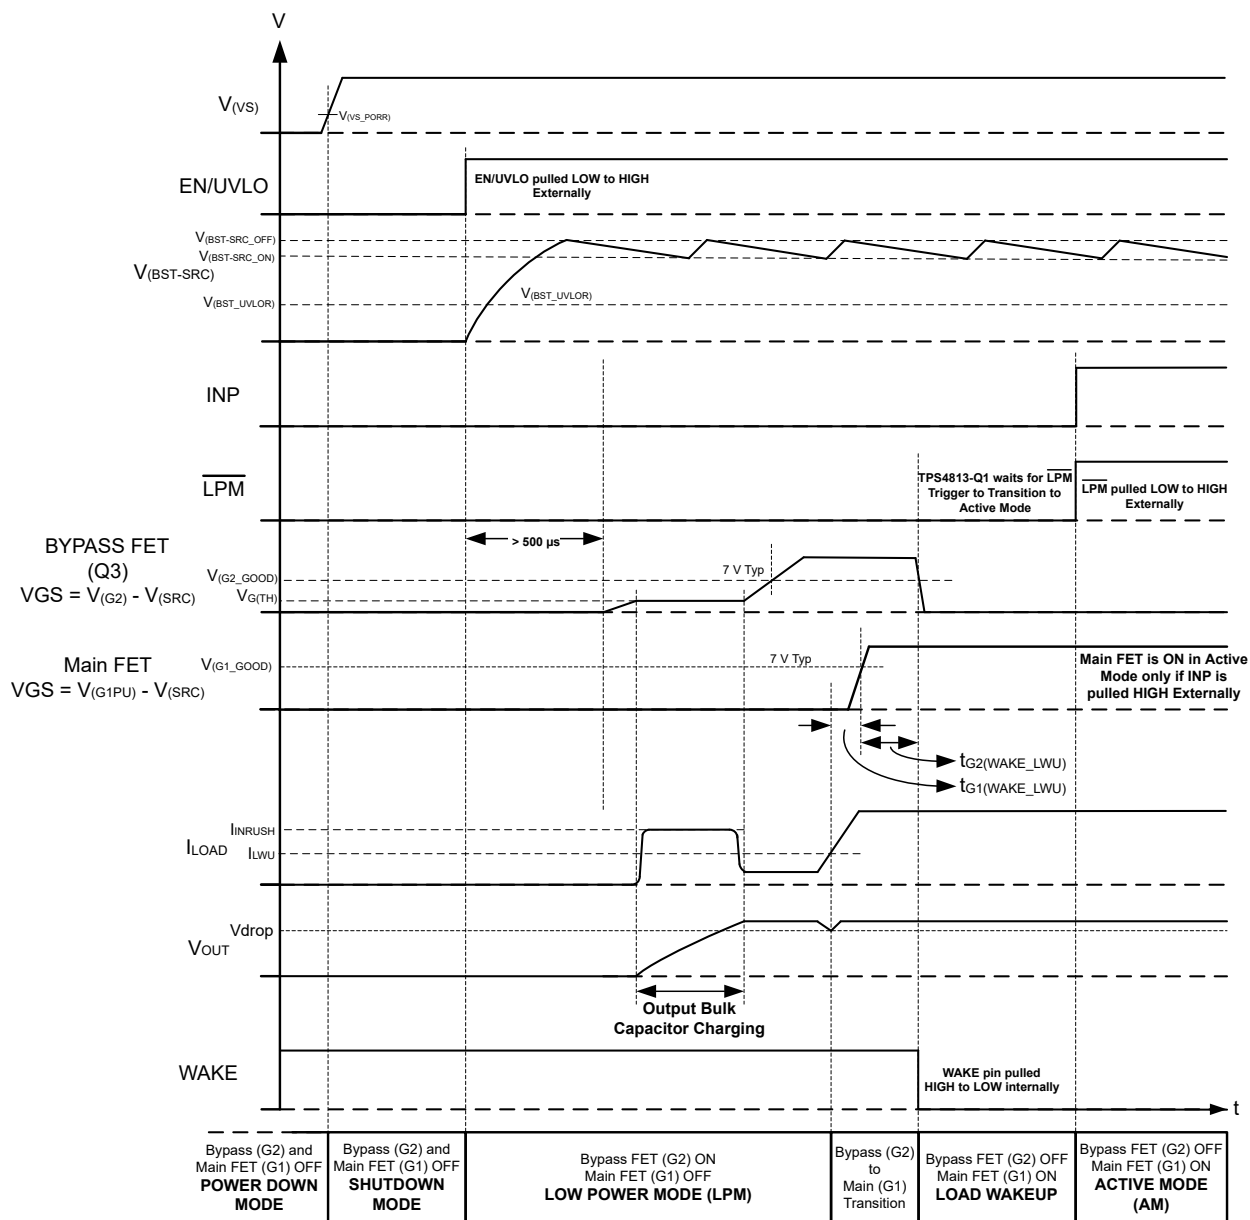 V
V(VS)
V(VS_PORR)
EN/UVLO
EN/UVLO pulled LOW to HIGH
Externally
V(BST-SRC_OFF)
V(BST-SRC_ON)
V(BST-SRC)
V(BST_UVLOR)
V(BST_UVLOR)
INP
LPM
TPS4813-Q1 waits for LPM
Trigger to Transition to
Active Mode
LPM pulled LOW to HIGH
Externally
> 500 µs
BYPASS FET
(Q3)
VGS = V(G2) - V(SRC)
V(G2_GOOD)
VG(TH)
7 V Typ
Main FET
VGS = V(G1PU) - V(SRC)
V(G1_GOOD)
7 V Typ
Main FET is ON in Active
Mode only if INP is
pulled HIGH Externally
tG2(WAKE_LWU)
tG1(WAKE_LWU)
ILOAD
IINRUSH
ILWU
VOUT
Vdrop
Output Bulk
Capacitor Charging
WAKE
WAKE pin pulled
HIGH to LOW internally
t
Bypass (G2) and
Main FET (G1) OFF
POWER DOWN
MODE
Bypass (G2) and
Main FET (G1) OFF
SHUTDOWN
MODE
Bypass FET (G2) ON
Main FET (G1) OFF
LOW POWER MODE (LPM)
Bypass (G2)
to
Main (G1)
Transition
Bypass FET (G2) OFF
Main FET (G1) ON
LOAD WAKEUP
Bypass FET (G2) OFF
Main FET (G1) ON
ACTIVE MODE
(AM)